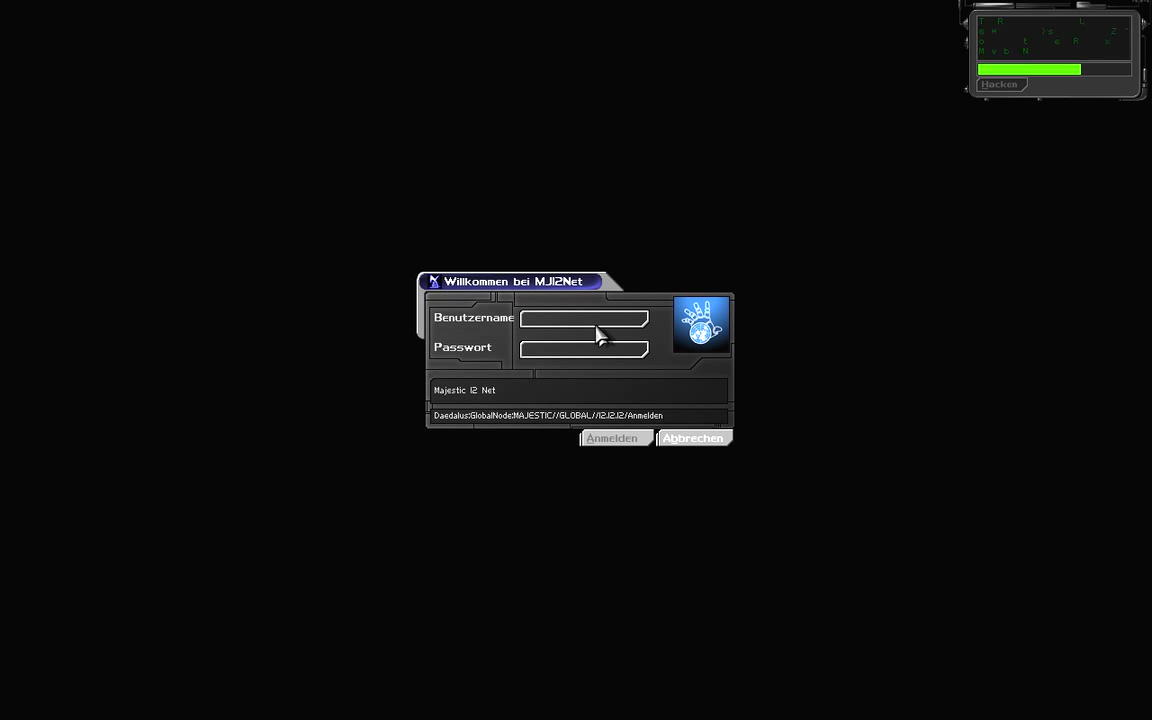 T R L
Hacken
Willkommen bei MJ12Net
Benutzername
Passwort
Majestic 12 Net
Daedalus:GlobalNode:MAJESTIC//GLOBAL//12.12.12/Anmelden
Anmelden
Abbrechen